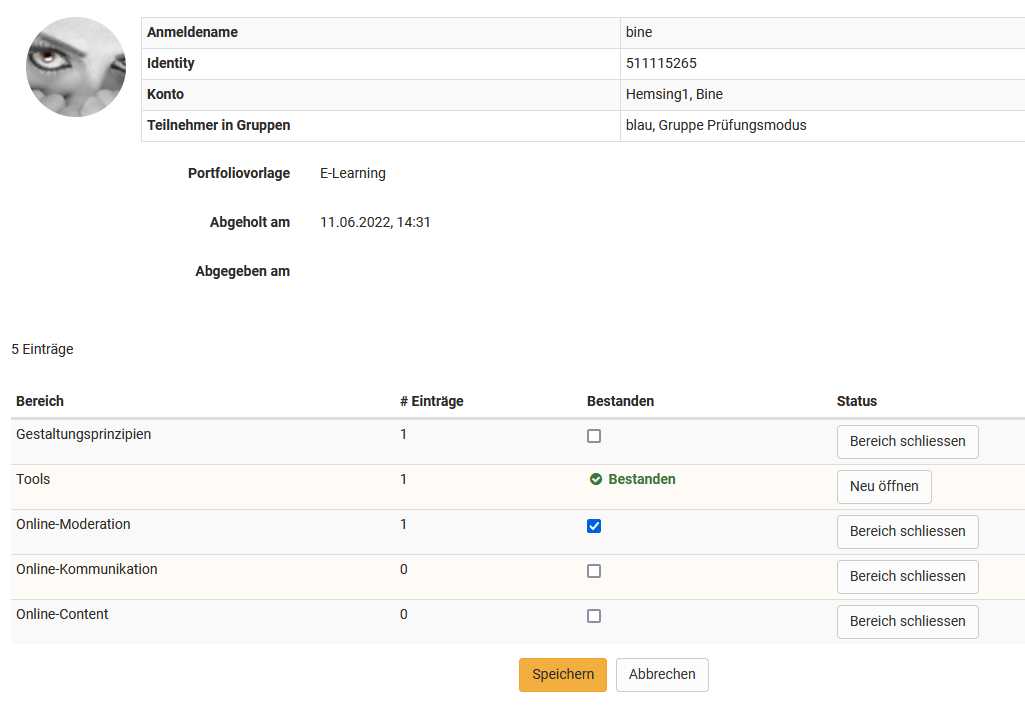 Anmeldename bine
Identity 511115265
Konto Hemsing1, Bine
Teilnehmer in Gruppen blau, Gruppe Prüfungsmodus
Portfoliovorlage E-Learning
Abgeholt am 11.06.2022, 14:31
Abgegeben am
5 Einträge
Bereich # Einträge Bestanden Status
Gestaltungsprinzipien 1 Bereich schliessen
Tools 1 Bestanden Neu öffnen
Online-Moderation 1 Bereich schliessen
Online-Kommunikation 0 Bereich schliessen
Online-Content 0 Bereich schliessen
Speichern Abbrechen